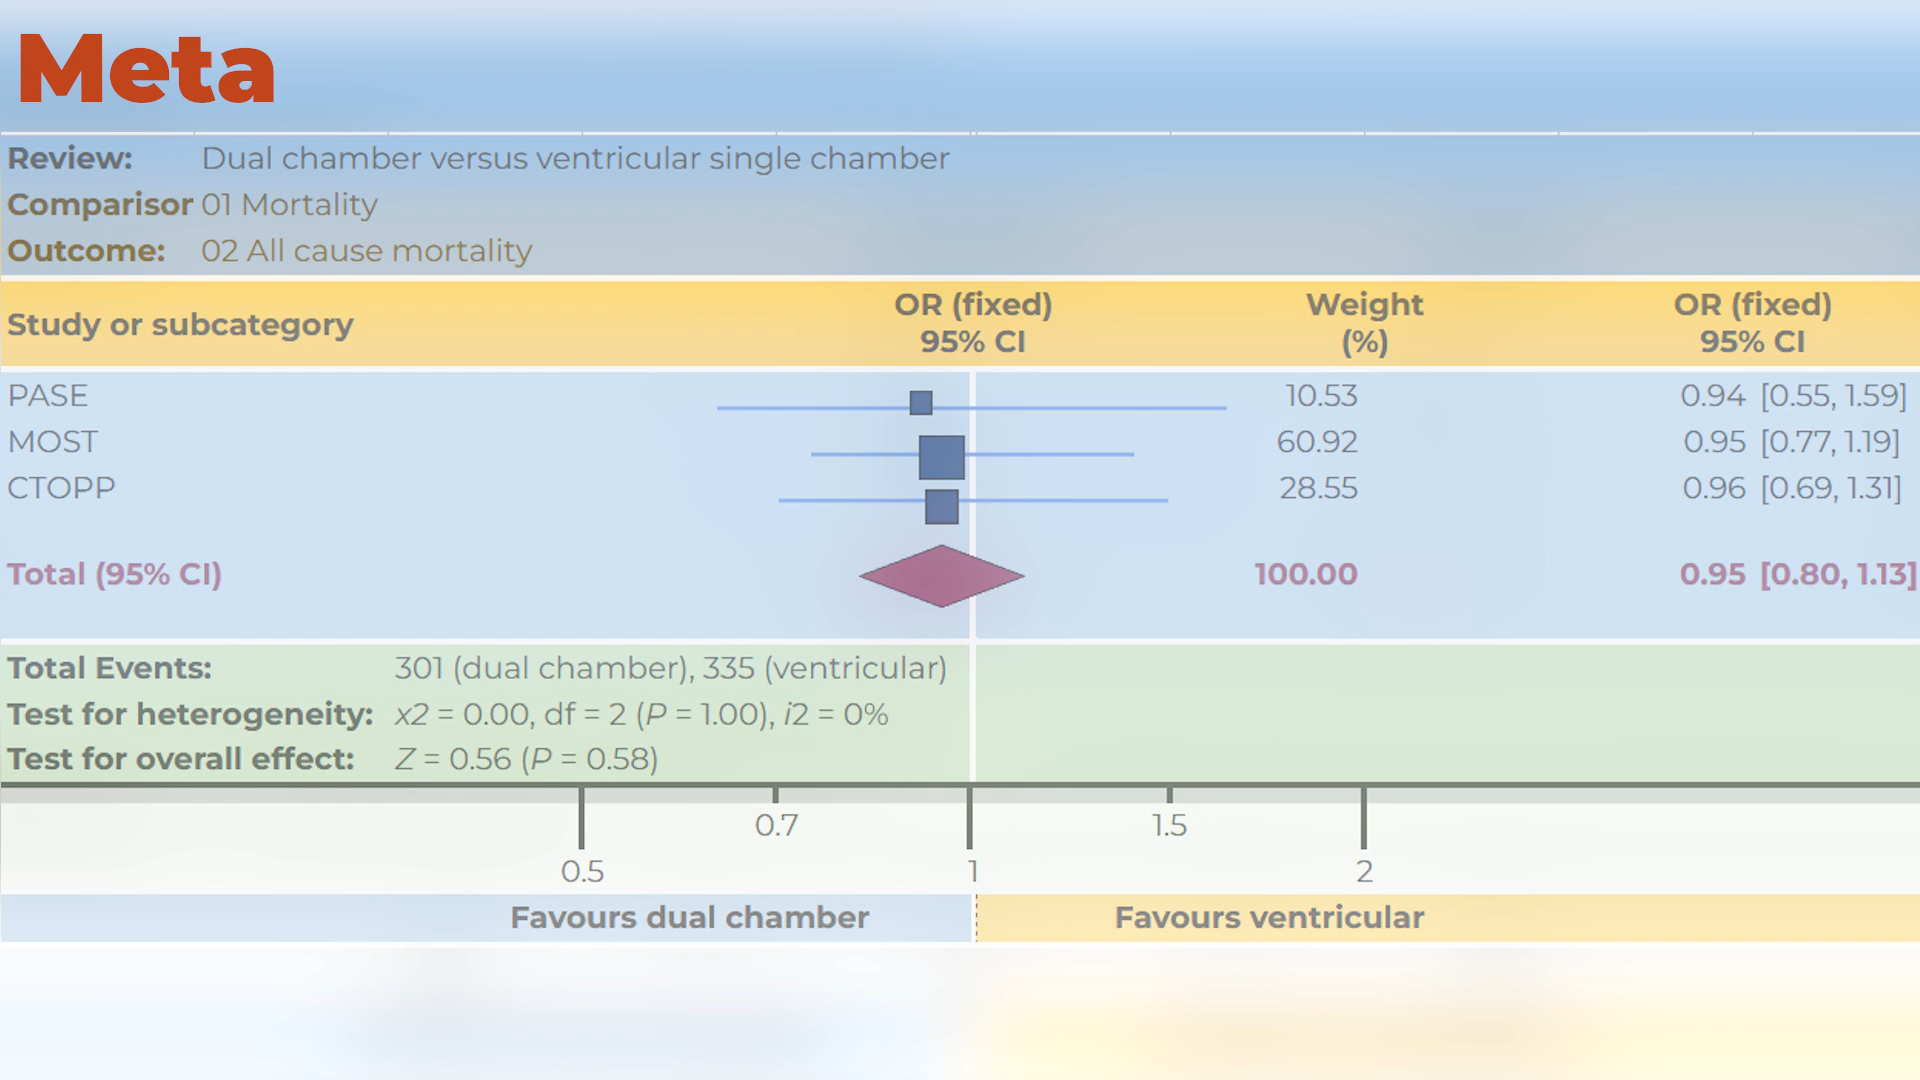 Meta
Review: Dual chamber versus ventricular single chamber
Comparisor 01 Mortality
Outcome: 02 All cause mortality
Study or subcategory OR (fixed) 95% CI Weight (%) OR (fixed) 95% CI
PASE 10.53 0.94 [0.55, 1.59]
MOST 60.92 0.95 [0.77, 1.19]
CTOPP 28.55 0.96 [0.69, 1.31]
Total (95% CI) 100.00 0.95 [0.80, 1.13]
Total Events: 301 (dual chamber), 335 (ventricular)
Test for heterogeneity: x2 = 0.00, df = 2 (P = 1.00), i2 = 0%
Test for overall effect: Z = 0.56 (P = 0.58)
0.7 1.5
0.5 1 2
Favours dual chamber Favours ventricular